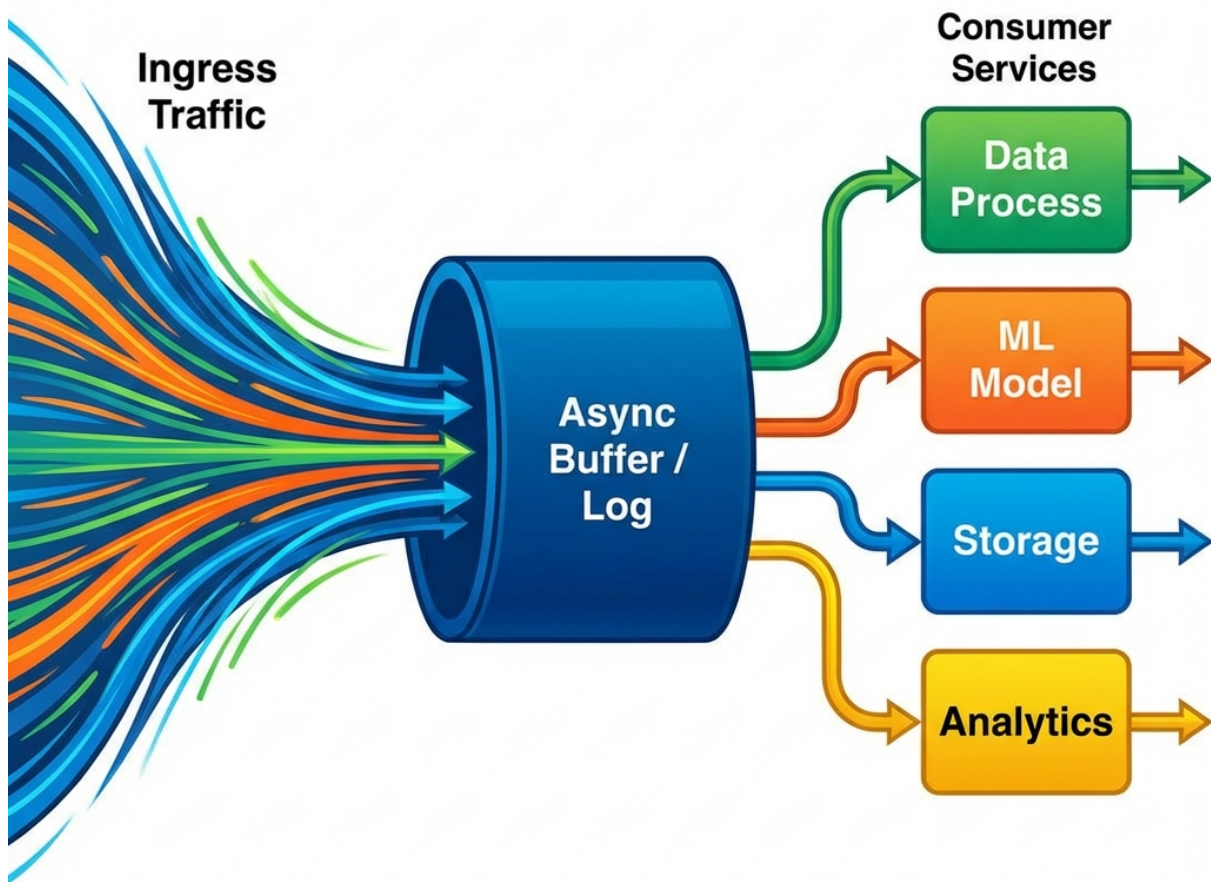 Ingress
Traffic
Async
Buffer /
Log
Consumer
Services
Data
Process
ML
Model
Storage
Analytics